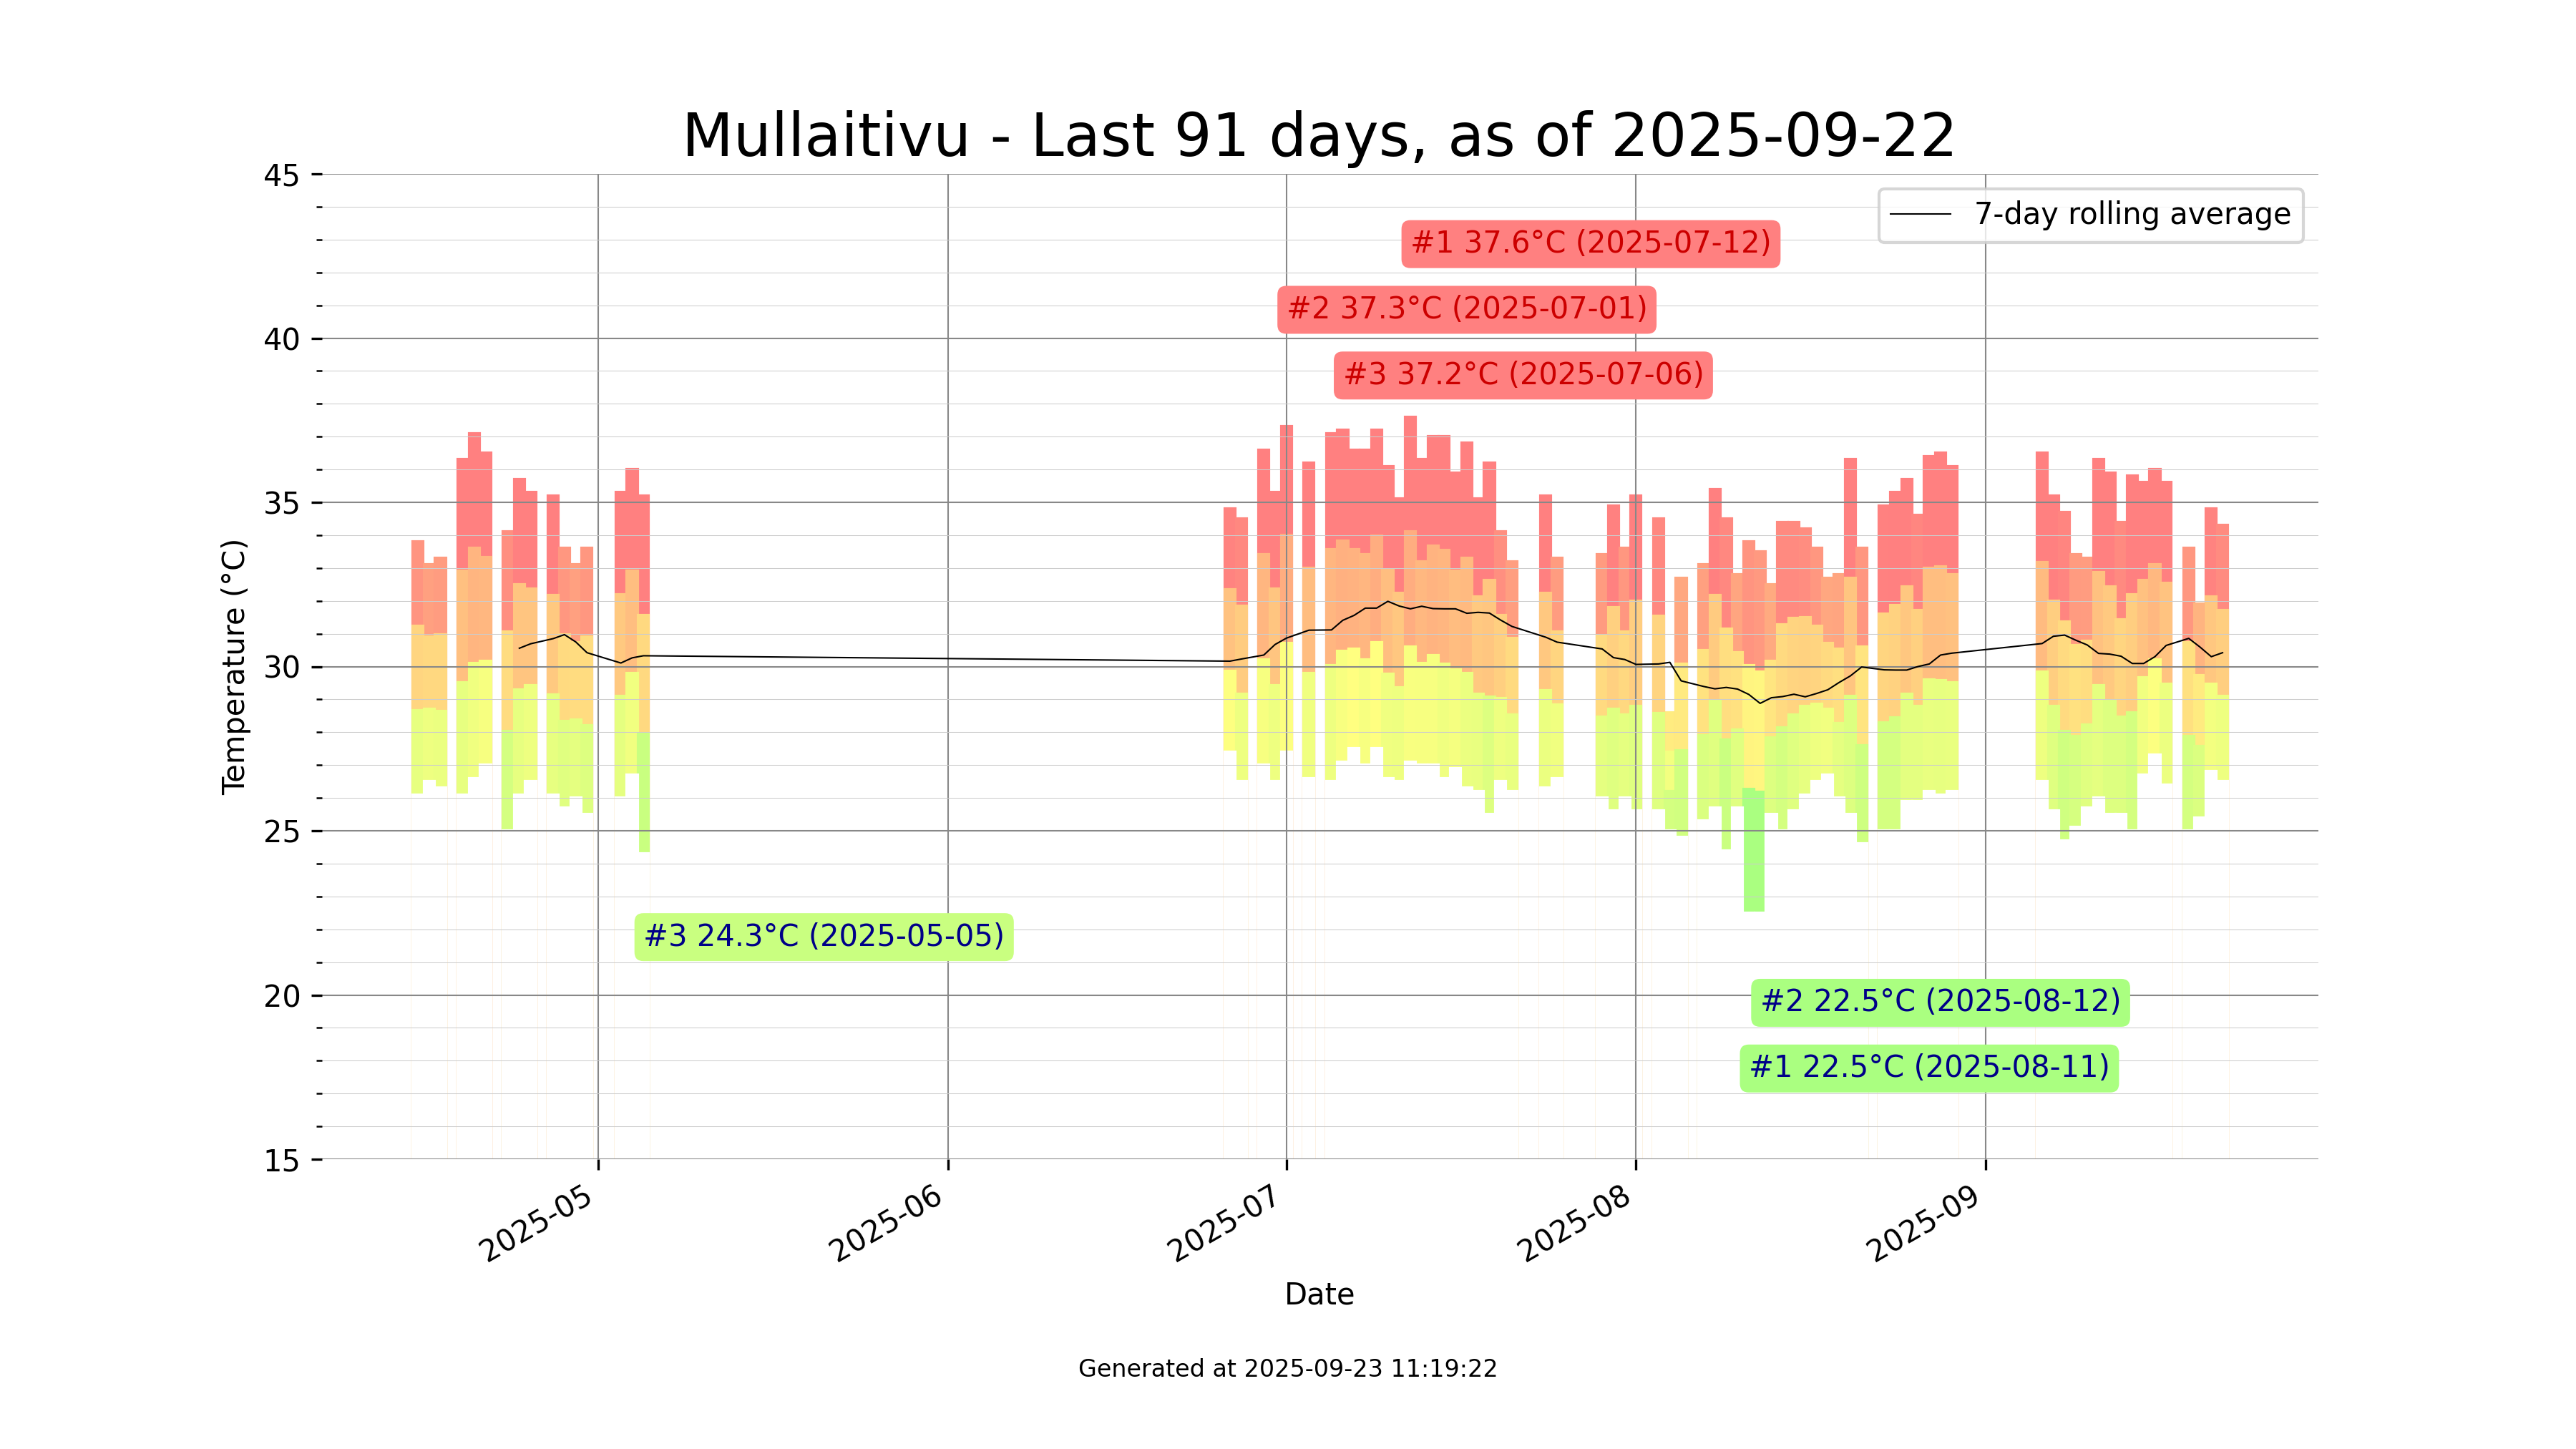 Mullaitivu - Last 91 days, as of 2025-09-22
45
40
35
30
25
20
15
Temperature (°C)
7-day rolling average
#1 37.6°C (2025-07-12)
#2 37.3°C (2025-07-01)
#3 37.2°C (2025-07-06)
#3 24.3°C (2025-05-05)
#2 22.5°C (2025-08-12)
#1 22.5°C (2025-08-11)
2025-05
2025-06
2025-07
2025-08
2025-09
Date
Generated at 2025-09-23 11:19:22